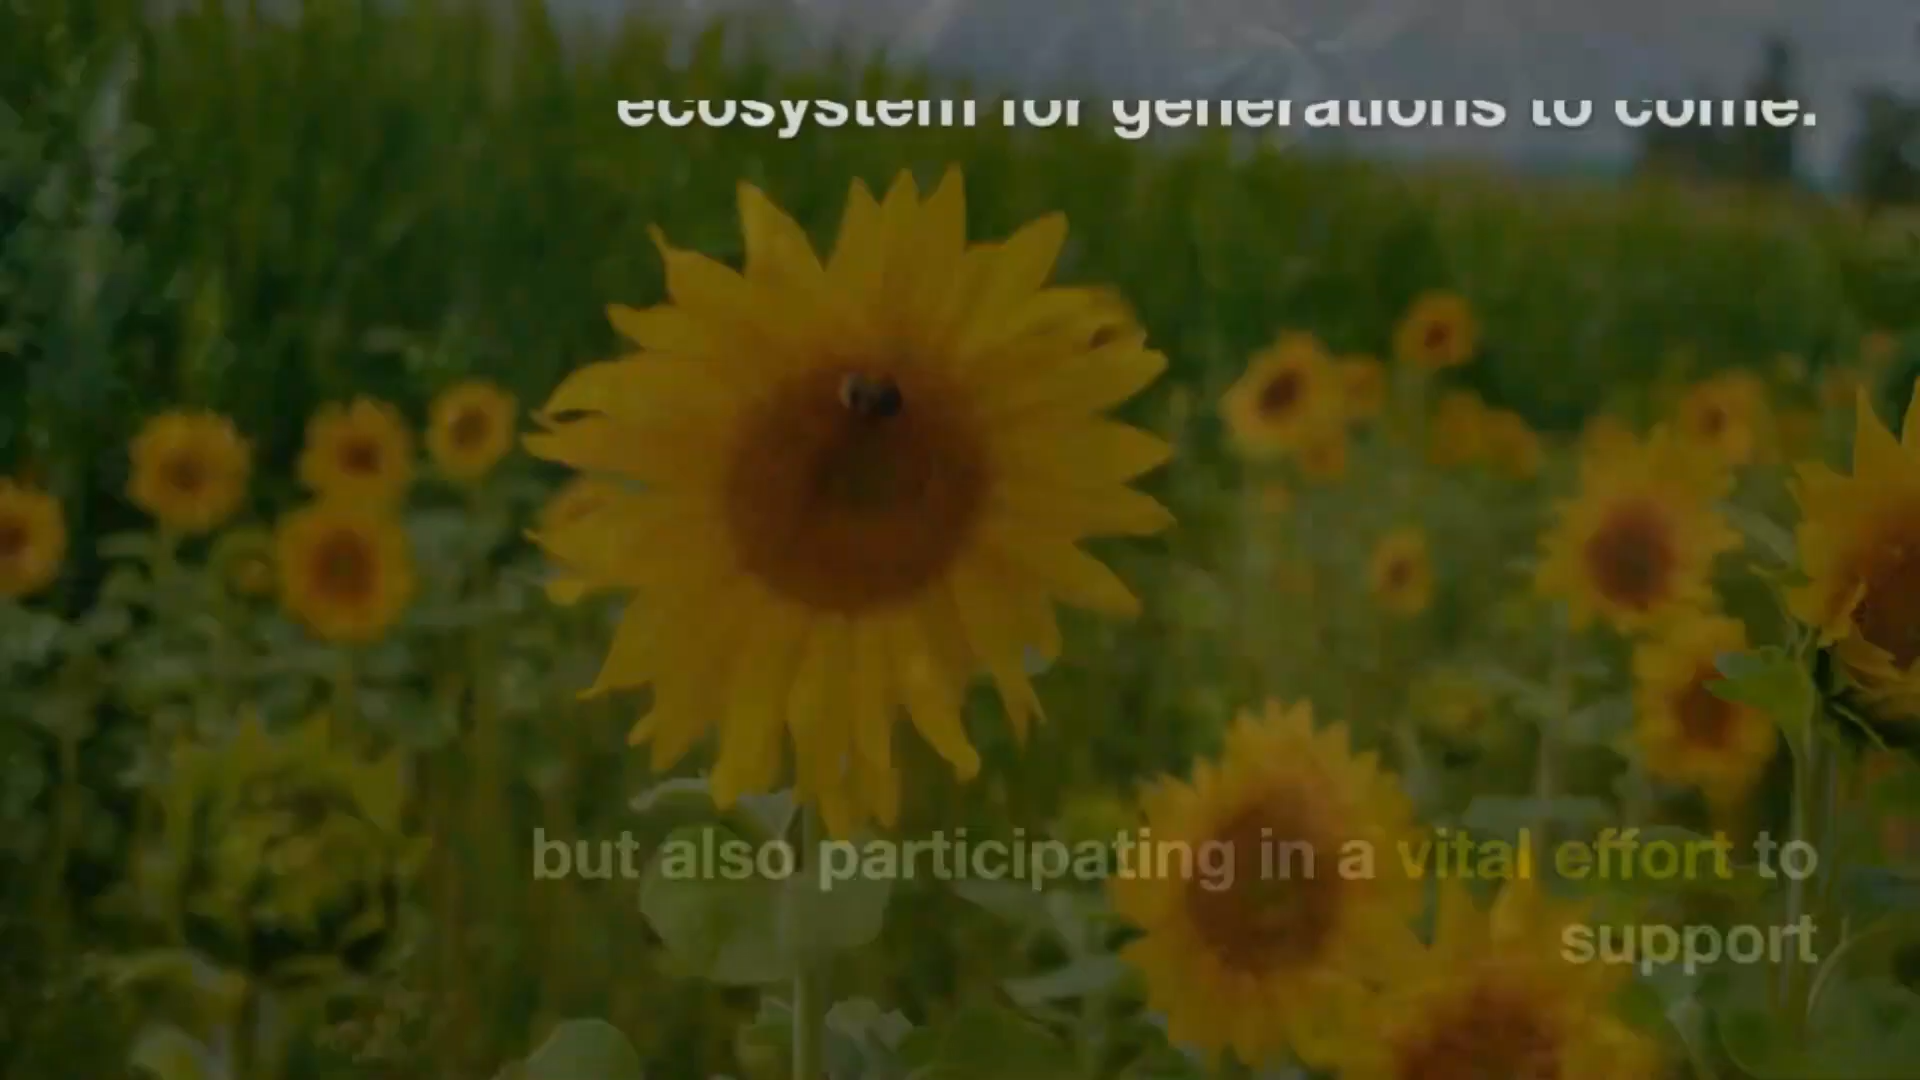 ecosystem for generations to come.
but also participating in a vital effort to
support